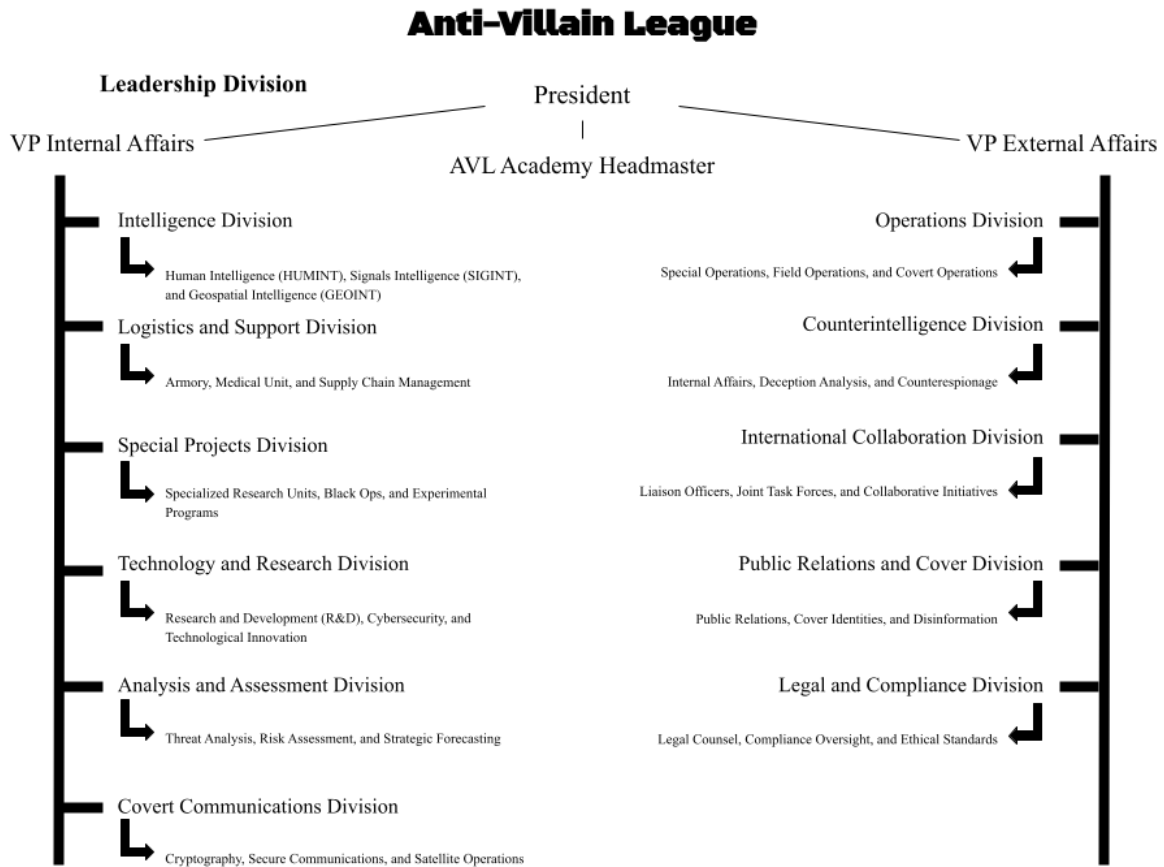 Anti-Villain League
Leadership Division
President
VP Internal Affairs
VP External Affairs
AVL Academy Headmaster
Intelligence Division
Human Intelligence (HUMINT), Signals Intelligence (SIGINT),
and Geospatial Intelligence (GEOINT)
Logistics and Support Division
Armory, Medical Unit, and Supply Chain Management
Special Projects Division
Specialized Research Units, Black Ops, and Experimental
Programs
Technology and Research Division
Research and Development (R&D), Cybersecurity, and
Technological Innovation
Analysis and Assessment Division
Threat Analysis, Risk Assessment, and Strategic Forecasting
Covert Communications Division
Cryptography, Secure Communications, and Satellite Operations
Operations Division
Special Operations, Field Operations, and Covert Operations
Counterintelligence Division
Internal Affairs, Deception Analysis, and Counterespionage
International Collaboration Division
Liaison Officers, Joint Task Forces, and Collaborative Initiatives
Public Relations and Cover Division
Public Relations, Cover Identities, and Disinformation
Legal and Compliance Division
Legal Counsel, Compliance Oversight, and Ethical Standards